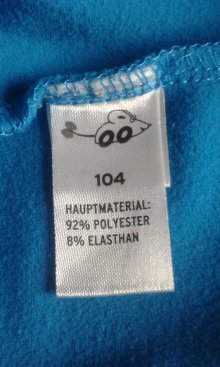 104
HAUPTMATERIAL:
92% POLYESTER
8% ELASTHAN